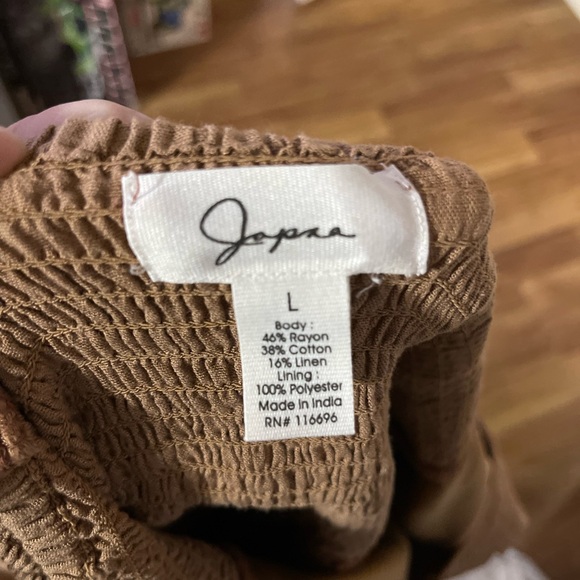 Japna
L
Body :
46% Rayon
38% Cotton
16% Linen
Lining :
100% Polyester
Made in India
RN# 116696